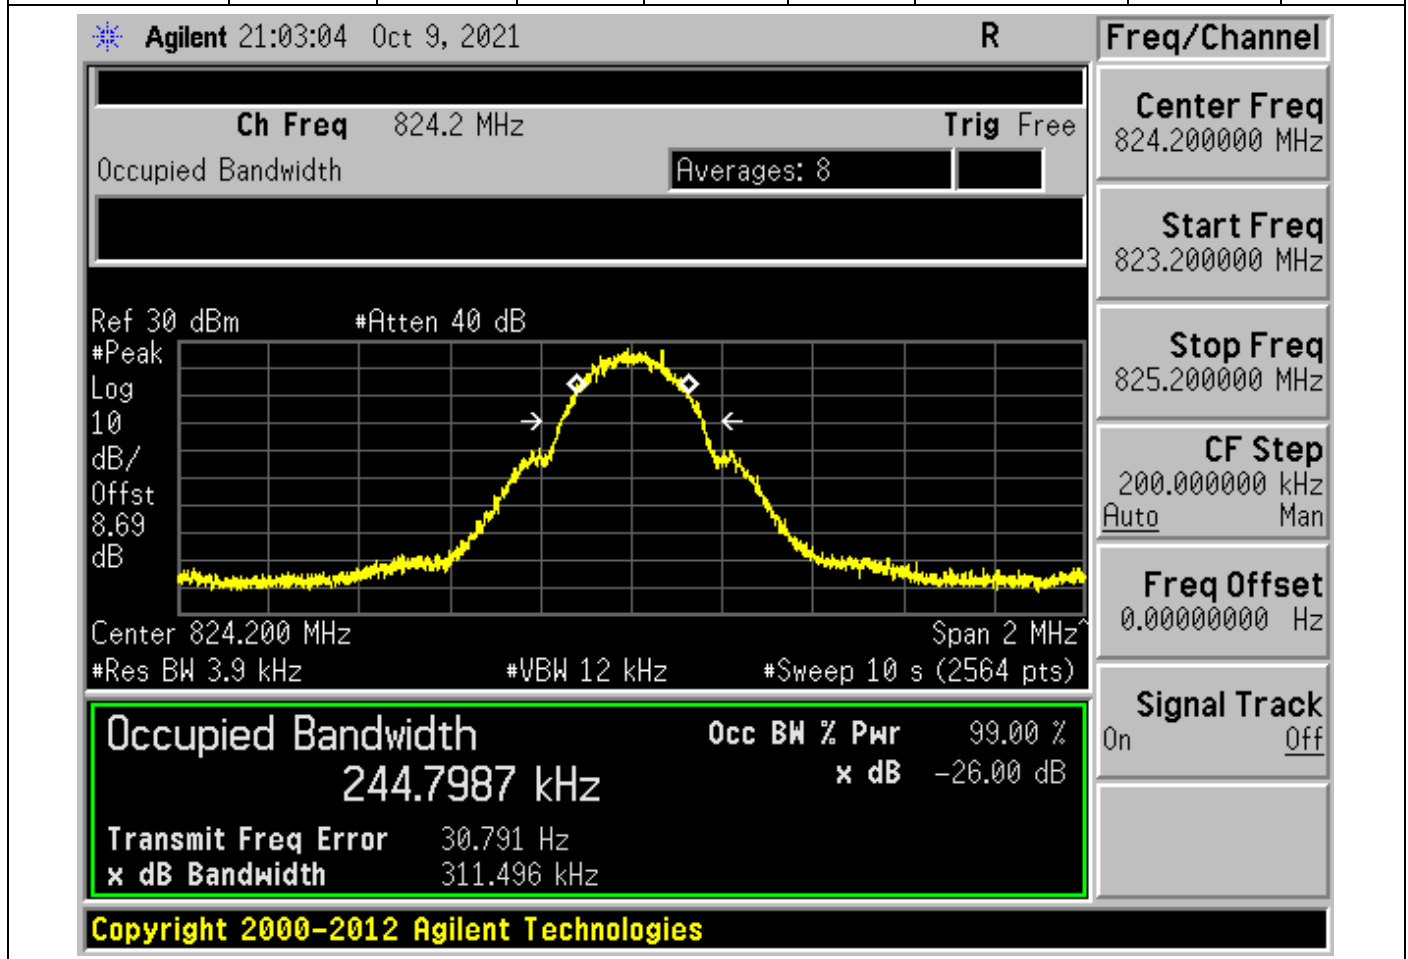 Agilent 21:03:04 Oct 9, 2021 R
Ch Freq 824.2 MHz Trig Free
Occupied Bandwidth Averages: 8
Ref 30 dBm #Atten 40 dB
#Peak
Log
10
dB/
Offst
8.69
dB
Center 824.200 MHz Span 2 MHz^
#Res BW 3.9 kHz #VBW 12 kHz #Sweep 10 s (2564 pts)
Occupied Bandwidth Occ BW % Pwr 99.00 %
244.7987 kHz x dB -26.00 dB
Transmit Freq Error 30.791 Hz
x dB Bandwidth 311.496 kHz
Copyright 2000-2012 Agilent Technologies
Freq/Channel
Center Freq
824.200000 MHz
Start Freq
823.200000 MHz
Stop Freq
825.200000 MHz
CF Step
200.000000 kHz
Auto Man
Freq Offset
0.00000000 Hz
Signal Track
On Off